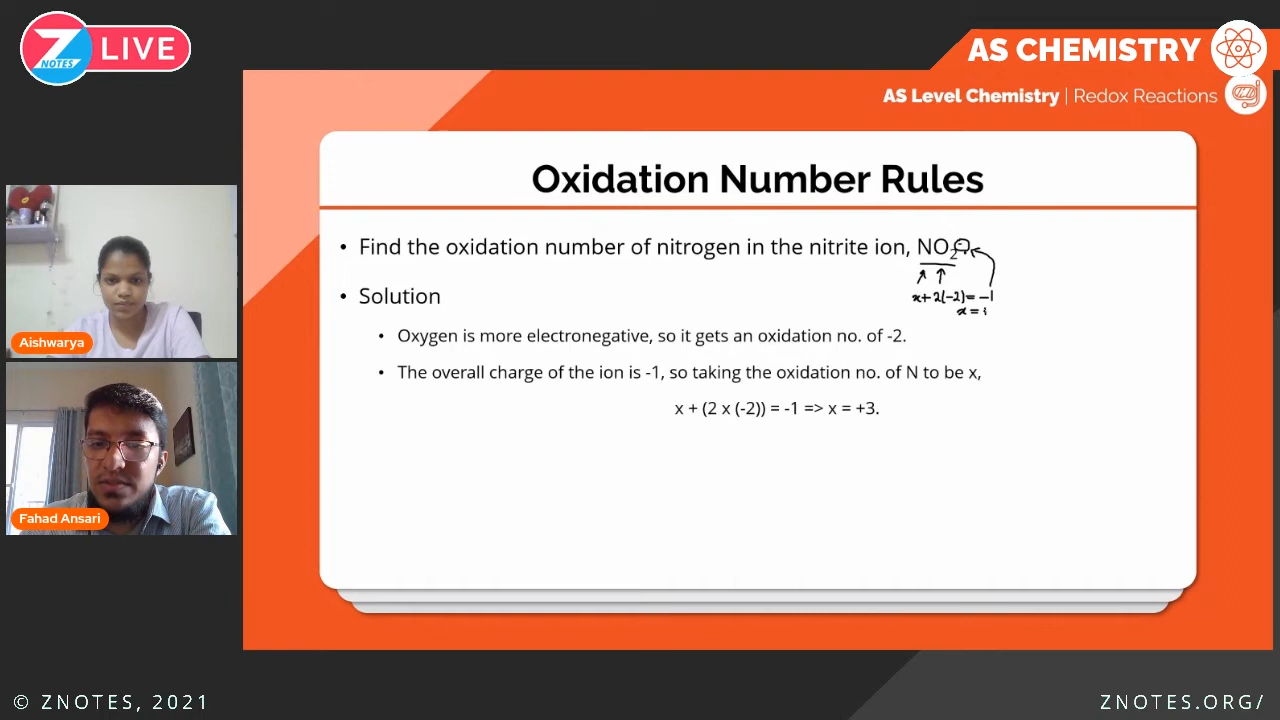 Z NOTES LIVE
AS CHEMISTRY
AS Level Chemistry | Redox Reactions
Oxidation Number Rules
• Find the oxidation number of nitrogen in the nitrite ion, NO₂⁻.
x+2(-2)=-1
x=
• Solution
• Oxygen is more electronegative, so it gets an oxidation no. of -2.
• The overall charge of the ion is -1, so taking the oxidation no. of N to be x,
x + (2 x (-2)) = -1 => x = +3.
Aishwarya
Fahad Ansari
© ZNOTES, 2021
ZNOTES.ORG/